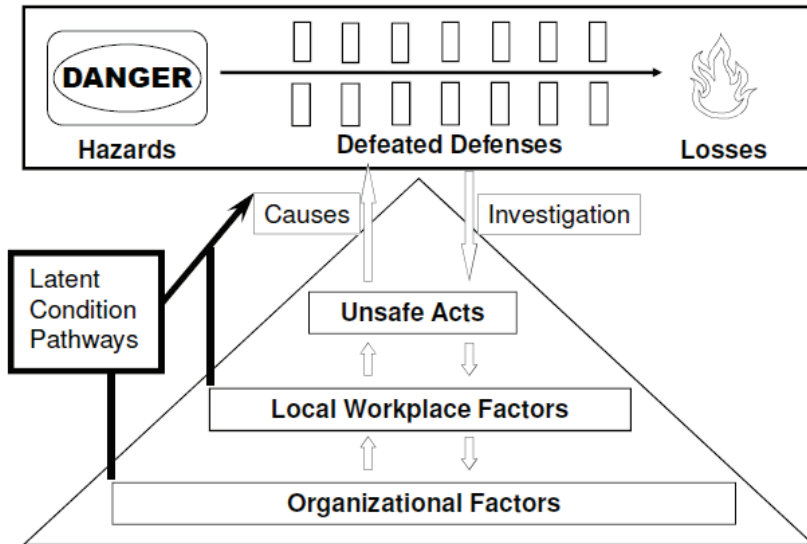 DANGER
Hazards
Defeated Defenses
Losses
Causes
Investigation
Latent
Condition
Pathways
Unsafe Acts
Local Workplace Factors
Organizational Factors